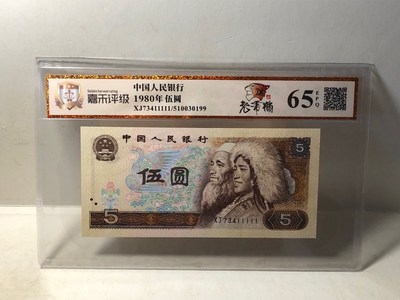 嘉禾评级
中国人民银行
1980年 伍圆
XJ73411111/510030199
65
EPQ
中国人民银行
5
伍圆
5
5
XJ73411111